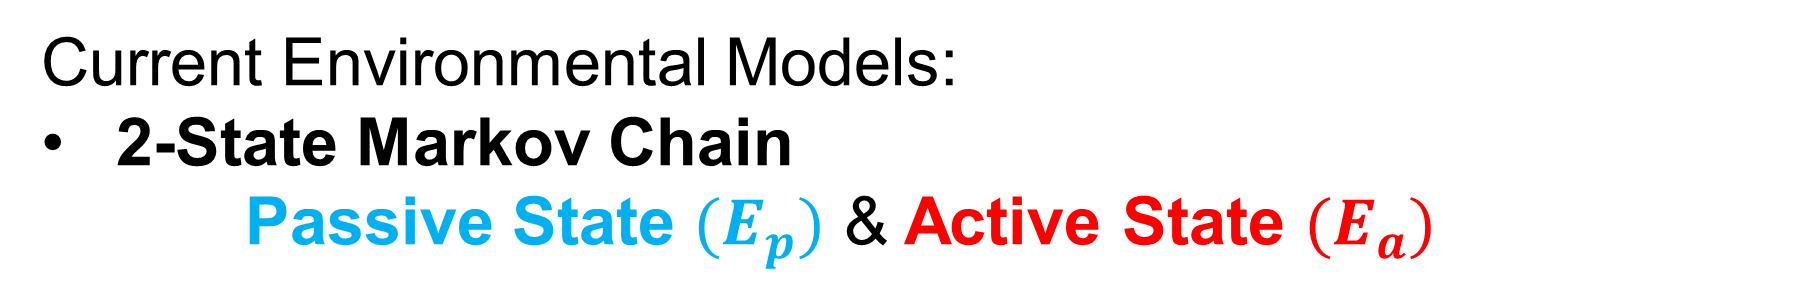 Current Environmental Models:
• 2-State Markov Chain
Passive State (E_p) & Active State (E_a)